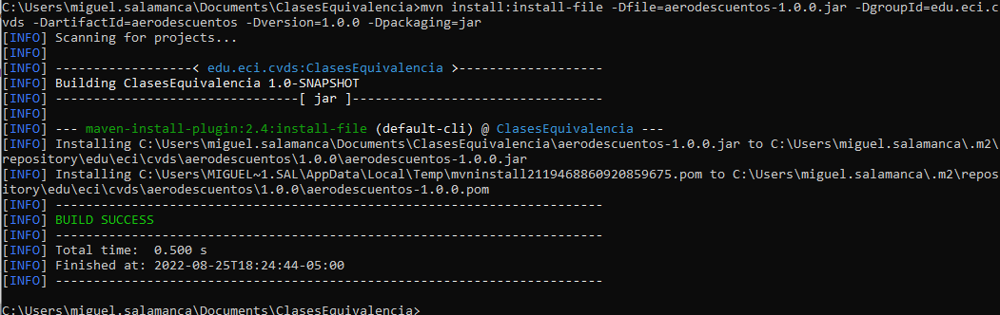 C:\Users\miguel.salamanca\Documents\ClasesEquivalencia>mvn install:install-file -Dfile=aerodescuentos-1.0.0.jar -DgroupId=edu.eci.c
vds -DartifactId=aerodescuentos -Dversion=1.0.0 -Dpackaging=jar
[INFO] Scanning for projects...
[INFO]
[INFO] ------------------< edu.eci.cvds:ClasesEquivalencia >-------------------
[INFO] Building ClasesEquivalencia 1.0-SNAPSHOT
[INFO] --------------------------------[ jar ]---------------------------------
[INFO]
[INFO] --- maven-install-plugin:2.4:install-file (default-cli) @ ClasesEquivalencia ---
[INFO] Installing C:\Users\miguel.salamanca\Documents\ClasesEquivalencia\aerodescuentos-1.0.0.jar to C:\Users\miguel.salamanca\.m2\
repository\edu\eci\cvds\aerodescuentos\1.0.0\aerodescuentos-1.0.0.jar
[INFO] Installing C:\Users\MIGUEL~1.SAL\AppData\Local\Temp\mvninstall2119468860920859675.pom to C:\Users\miguel.salamanca\.m2\repos
itory\edu\eci\cvds\aerodescuentos\1.0.0\aerodescuentos-1.0.0.pom
[INFO] ------------------------------------------------------------------------
[INFO] BUILD SUCCESS
[INFO] ------------------------------------------------------------------------
[INFO] Total time:  0.500 s
[INFO] Finished at: 2022-08-25T18:24:44-05:00
[INFO] ------------------------------------------------------------------------
C:\Users\miguel.salamanca\Documents\ClasesEquivalencia>